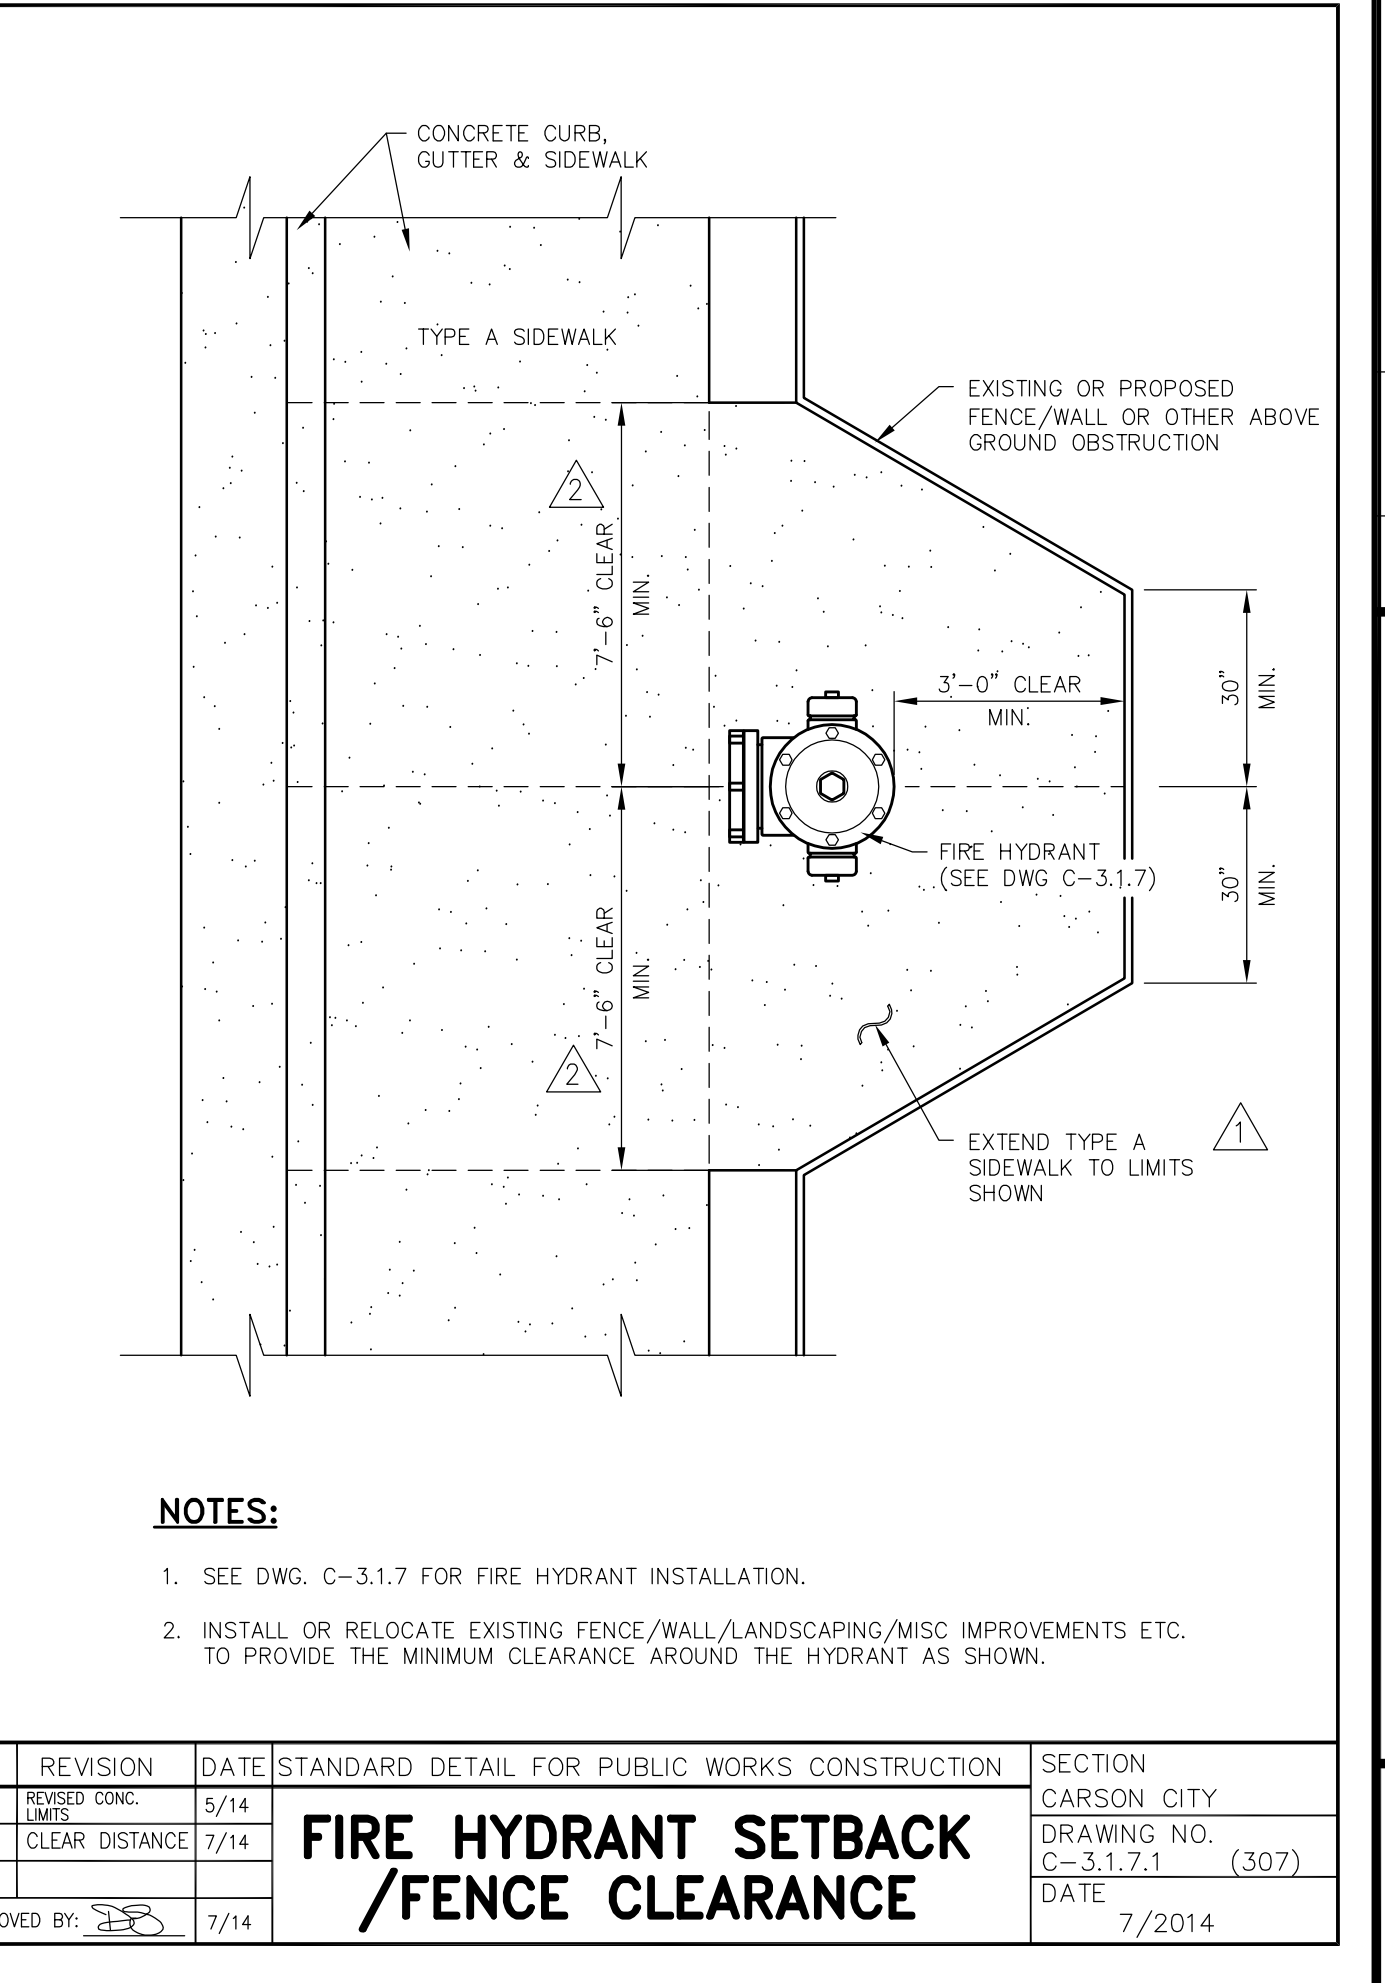 CONCRETE CURB,
GUTTER & SIDEWALK
TYPE A SIDEWALK
EXISTING OR PROPOSED
FENCE/WALL OR OTHER ABOVE
GROUND OBSTRUCTION
2
7'-6" CLEAR
MIN.
3'-0" CLEAR
MIN.
30"
MIN.
FIRE HYDRANT
(SEE DWG C-3.1.7)
30"
MIN.
7'-6" CLEAR
MIN.
2
EXTEND TYPE A
SIDEWALK TO LIMITS
SHOWN
1
NOTES:
1. SEE DWG. C-3.1.7 FOR FIRE HYDRANT INSTALLATION.
2. INSTALL OR RELOCATE EXISTING FENCE/WALL/LANDSCAPING/MISC IMPROVEMENTS ETC.
TO PROVIDE THE MINIMUM CLEARANCE AROUND THE HYDRANT AS SHOWN.
REVISION DATE
REVISED CONC.
LIMITS
5/14
CLEAR DISTANCE 7/14
OVED BY: 7/14
STANDARD DETAIL FOR PUBLIC WORKS CONSTRUCTION
FIRE HYDRANT SETBACK
/FENCE CLEARANCE
SECTION
CARSON CITY
DRAWING NO.
C-3.1.7.1 (307)
DATE
7/2014